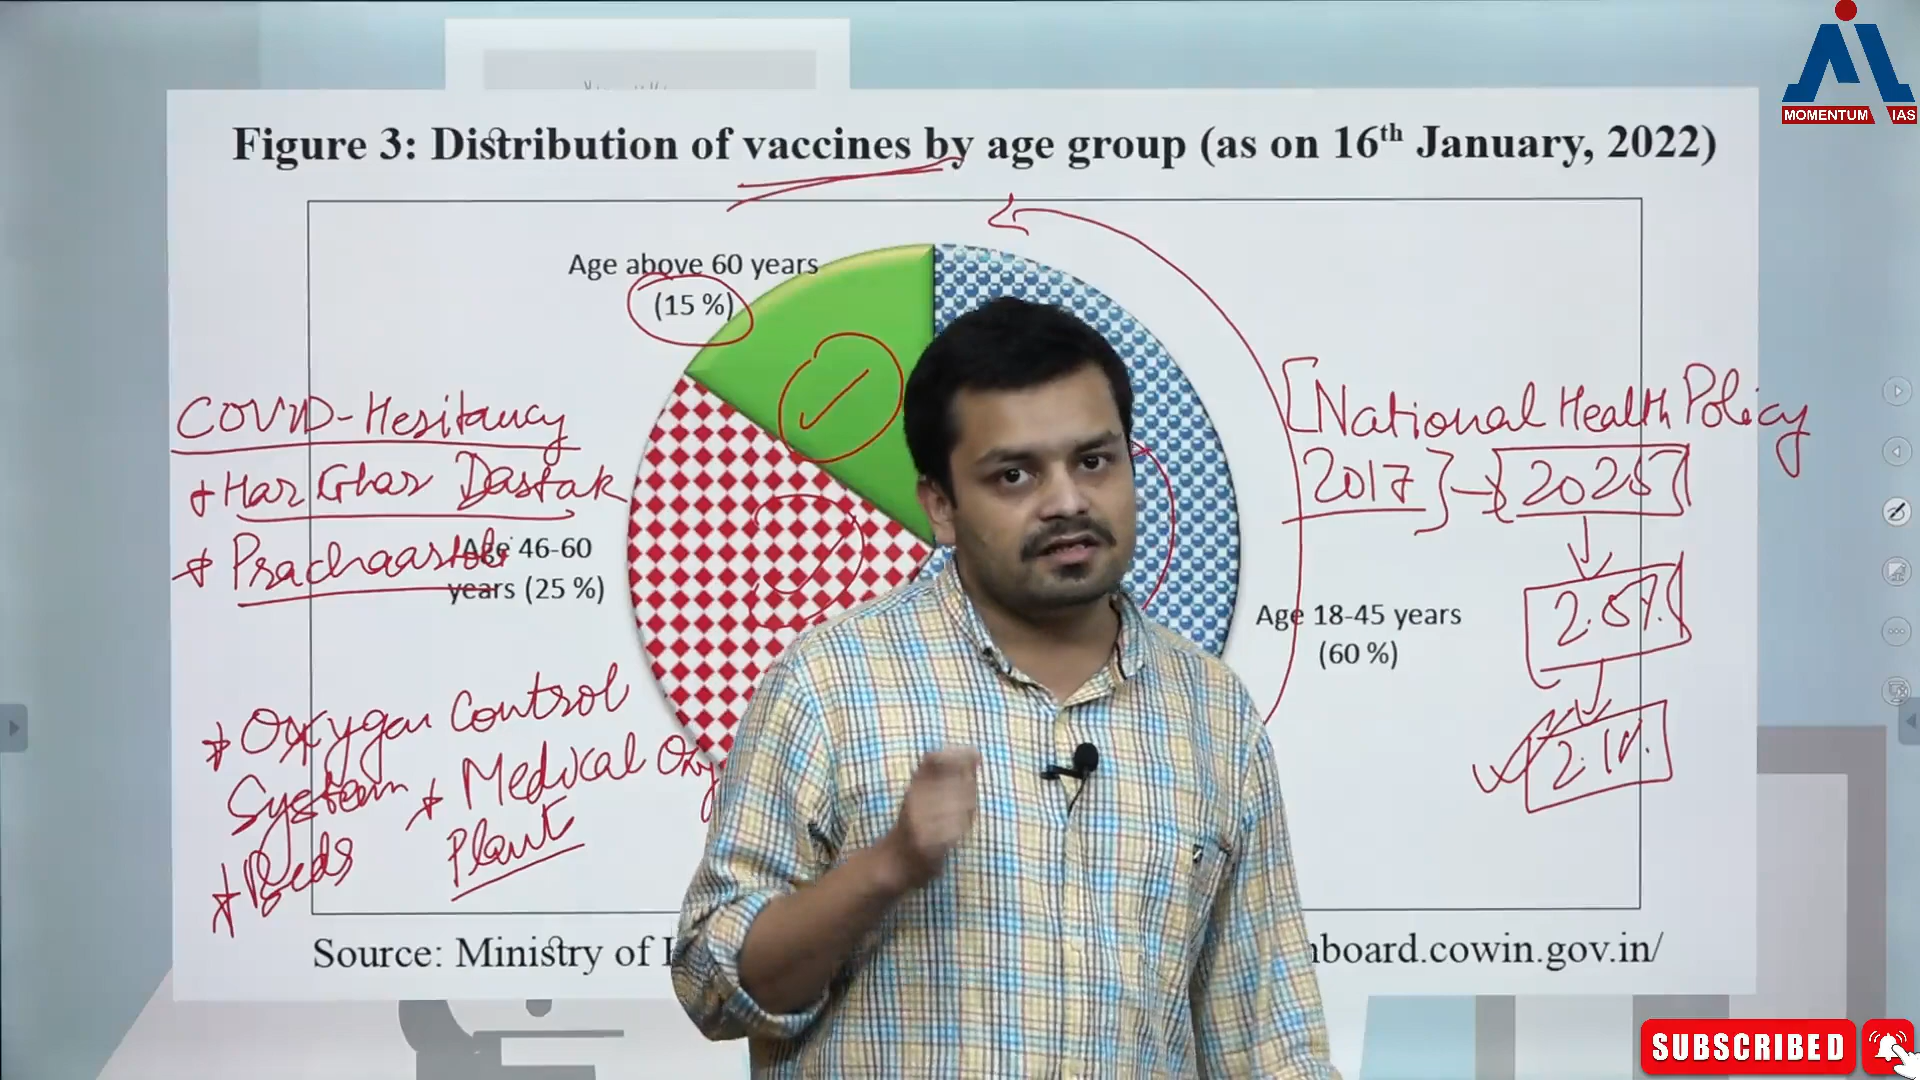 MOMENTUM IAS
Figure 3: Distribution of vaccines by age group (as on 16th January, 2022)
Age above 60 years
(15 %)
COVID-Hesitancy
+ Har Ghar Dastak
[National Health Policy
2017] → 2025
Age 46-60
years (25 %)
2.5%
Age 18-45 years
(60 %)
2.1%
* Oxygen Control
System
* Medical Oxy
Plant
* Beds
Source: Ministry of
board.cowin.gov.in/
SUBSCRIBED